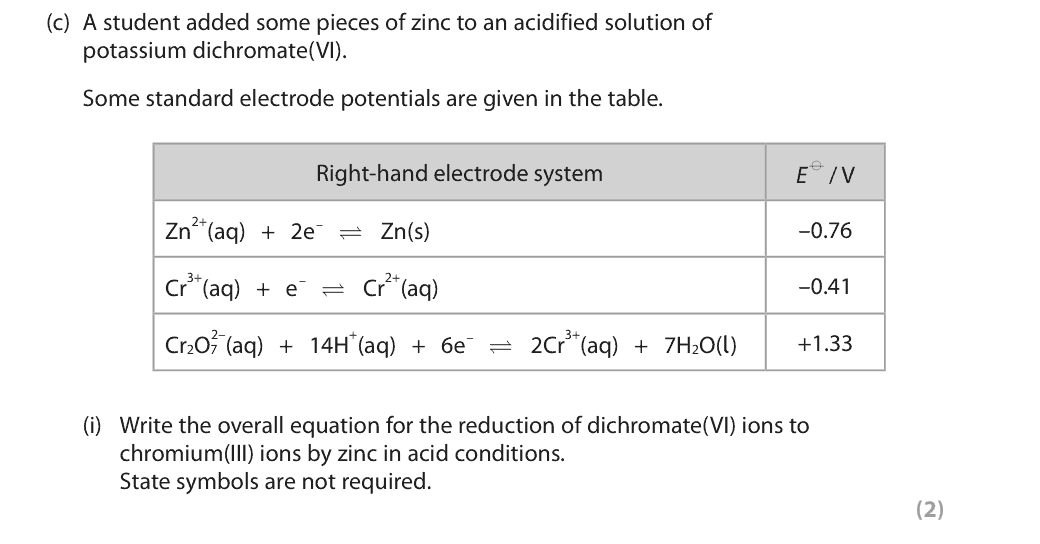 (c) A student added some pieces of zinc to an acidified solution of
potassium dichromate(VI).
Some standard electrode potentials are given in the table.
Right-hand electrode system E⦵ / V
Zn²⁺(aq) + 2e⁻ ⇌ Zn(s) –0.76
Cr³⁺(aq) + e⁻ ⇌ Cr²⁺(aq) –0.41
Cr₂O₇²⁻(aq) + 14H⁺(aq) + 6e⁻ ⇌ 2Cr³⁺(aq) + 7H₂O(l) +1.33
(i) Write the overall equation for the reduction of dichromate(VI) ions to
chromium(III) ions by zinc in acid conditions.
State symbols are not required.
(2)